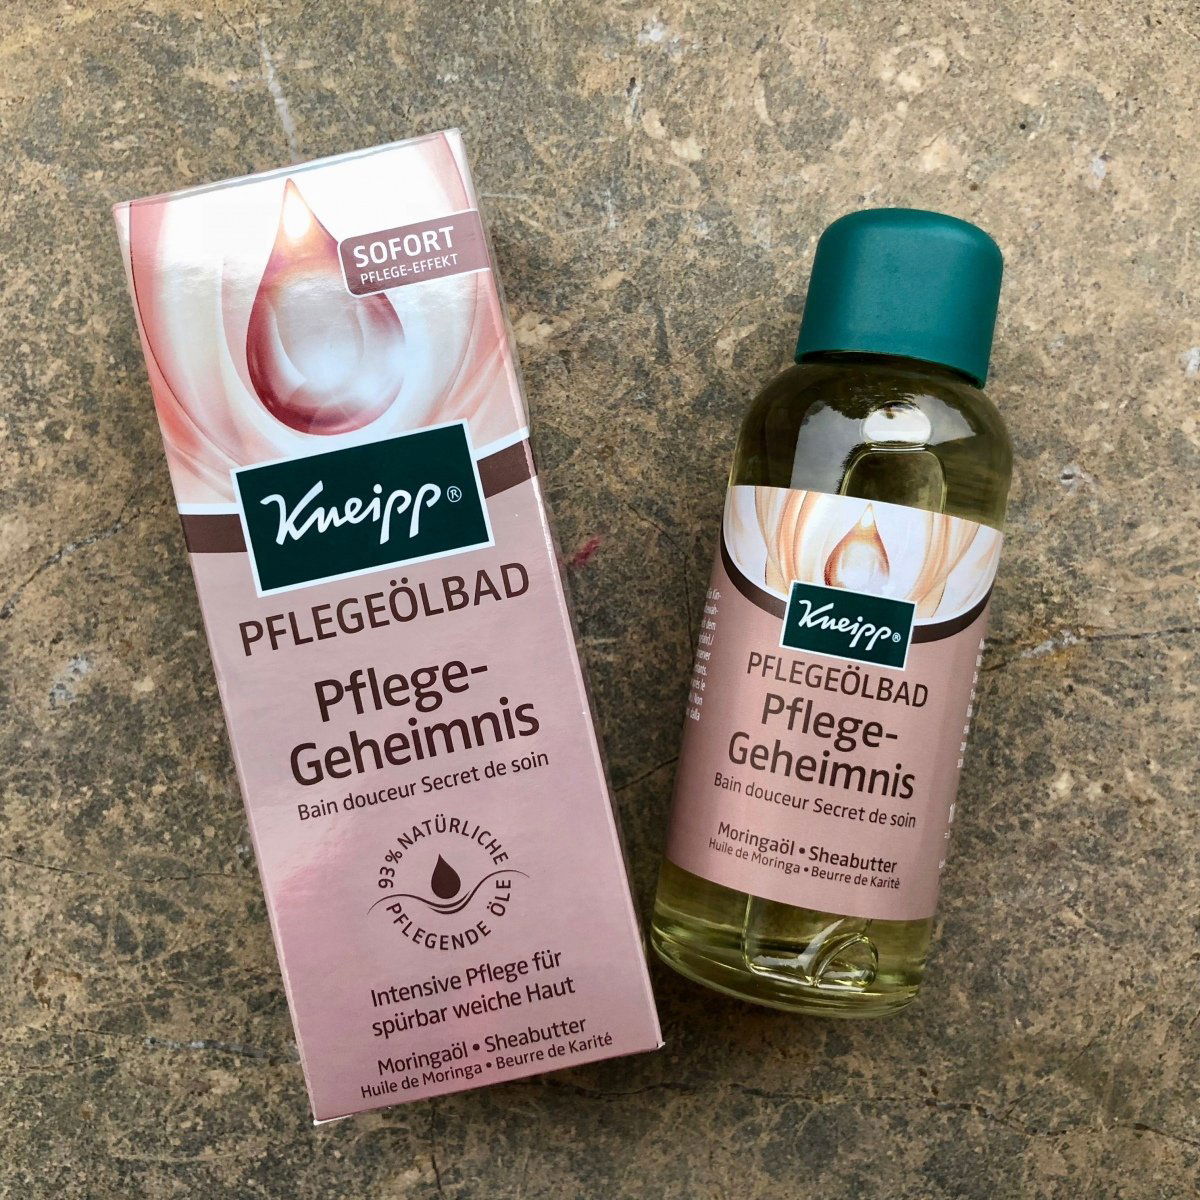 SOFORT
PFLEGE-EFFEKT
Kneipp®
PFLEGEÖLBAD
Pflege-
Geheimnis
Bain douceur Secret de soin
93% NATÜRLICHE
PFLEGENDE ÖLE
Intensive Pflege für
spürbar weiche Haut
Moringaöl • Sheabutter
Huile de Moringa • Beurre de Karité
Kneipp®
PFLEGEÖLBAD
Pflege-
Geheimnis
Bain douceur Secret de soin
Moringaöl • Sheabutter
Huile de Moringa • Beurre de Karité